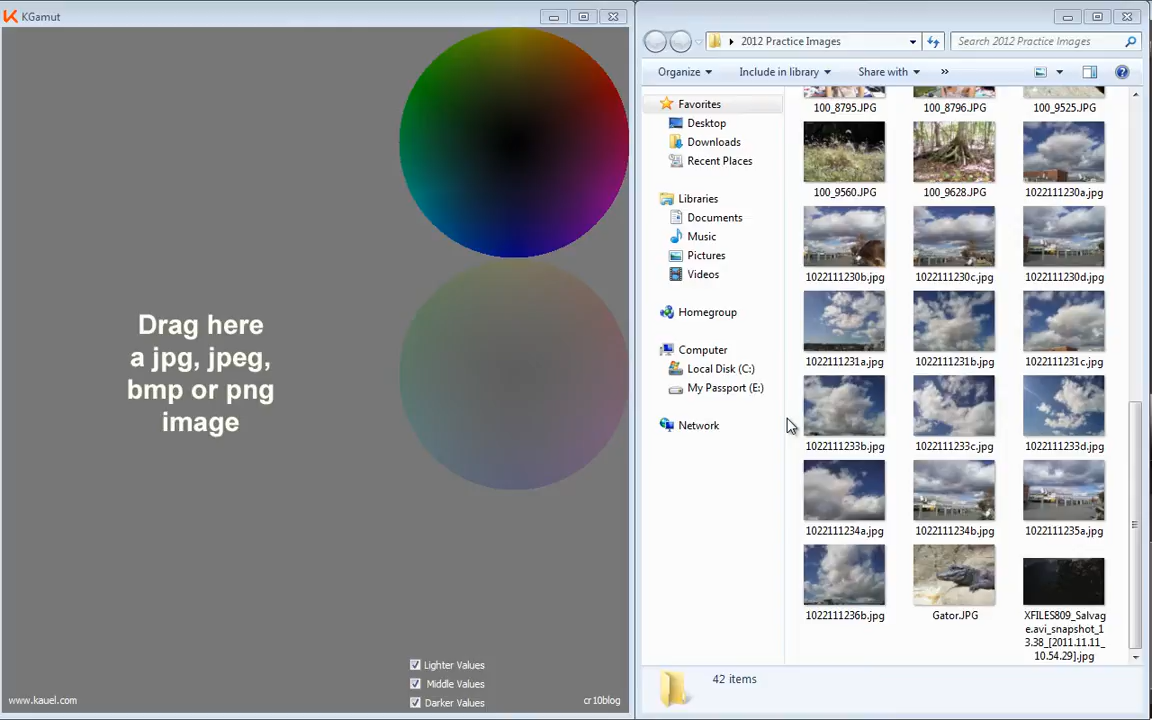 KGamut
Drag here
a jpg, jpeg,
bmp or png
image
Lighter Values
Middle Values
Darker Values
www.kauel.com
cr10blog
2012 Practice Images
Search 2012 Practice Images
Organize
Include in library
Share with
»
Favorites
Desktop
Downloads
Recent Places
Libraries
Documents
Music
Pictures
Videos
Homegroup
Computer
Local Disk (C:)
My Passport (E:)
Network
100_8795.JPG
100_8796.JPG
100_9525.JPG
100_9560.JPG
100_9628.JPG
1022111230a.jpg
1022111230b.jpg
1022111230c.jpg
1022111230d.jpg
1022111231a.jpg
1022111231b.jpg
1022111231c.jpg
1022111233b.jpg
1022111233c.jpg
1022111233d.jpg
1022111234a.jpg
1022111234b.jpg
1022111235a.jpg
1022111236b.jpg
Gator.JPG
XFILES809_Salvag
e.avi_snapshot_1
3.38_[2011.11.11_
10.54.29].jpg
42 items